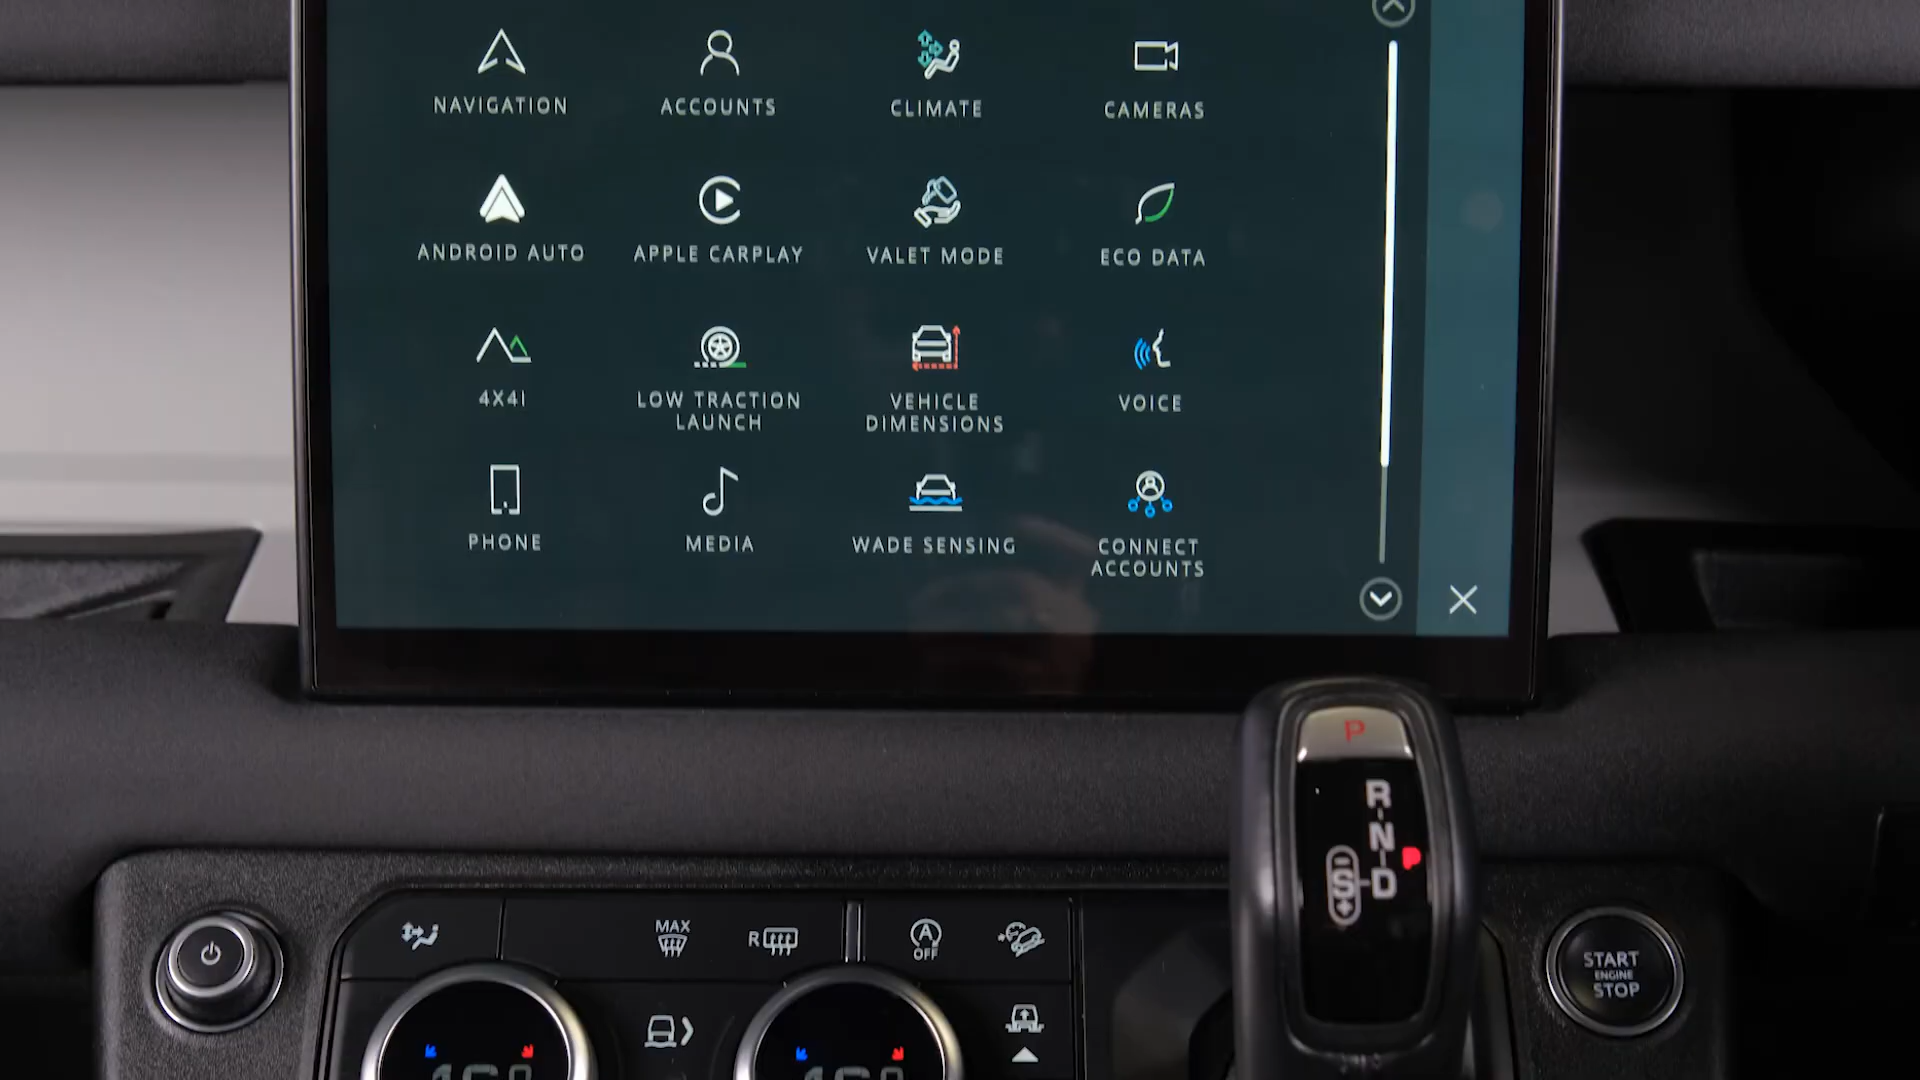 NAVIGATION
ACCOUNTS
CLIMATE
CAMERAS
ANDROID AUTO
APPLE CARPLAY
VALET MODE
ECO DATA
4X4I
LOW TRACTION
LAUNCH
VEHICLE
DIMENSIONS
VOICE
PHONE
MEDIA
WADE SENSING
CONNECT
ACCOUNTS
P
R
N
P
S
D
MAX
R
A
OFF
START
ENGINE
STOP